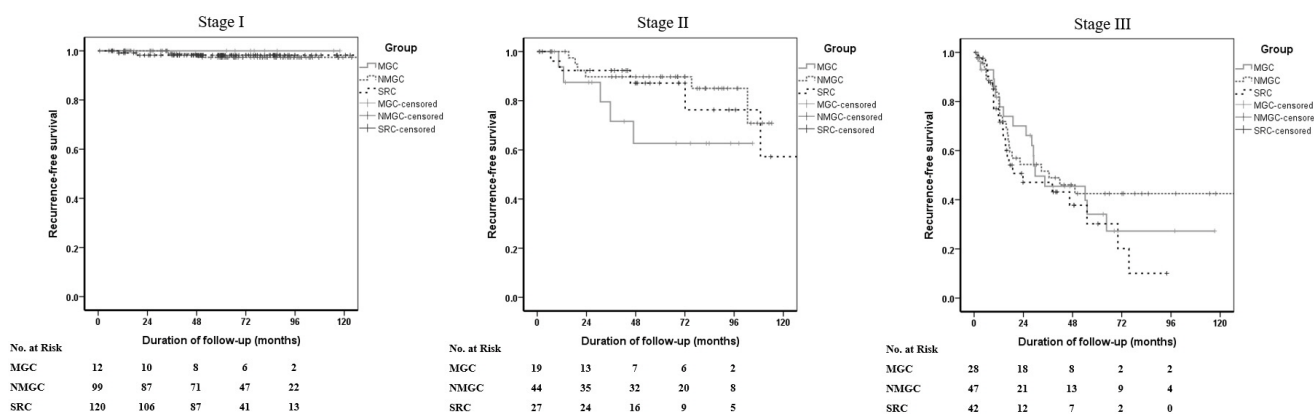 Stage I
Recurrence-free survival
1.0
0.8
0.6
0.4
0.2
0.0
0 24 48 72 96 120
Duration of follow-up (months)
Group
MGC
NMGC
SRC
MGC-censored
NMGC-censored
SRC-censored
No. at Risk
MGC 12 10 8 6 2
NMGC 99 87 71 47 22
SRC 120 106 87 41 13
Stage II
Recurrence-free survival
1.0
0.8
0.6
0.4
0.2
0.0
0 24 48 72 96 120
Duration of follow-up (months)
Group
MGC
NMGC
SRC
MGC-censored
NMGC-censored
SRC-censored
No. at Risk
MGC 19 13 7 6 2
NMGC 44 35 32 20 8
SRC 27 24 16 9 5
Stage III
Recurrence-free survival
1.0
0.8
0.6
0.4
0.2
0.0
0 24 48 72 96 120
Duration of follow-up (months)
Group
MGC
NMGC
SRC
MGC-censored
NMGC-censored
SRC-censored
No. at Risk
MGC 28 18 8 2 2
NMGC 47 21 13 9 4
SRC 42 12 7 2 0